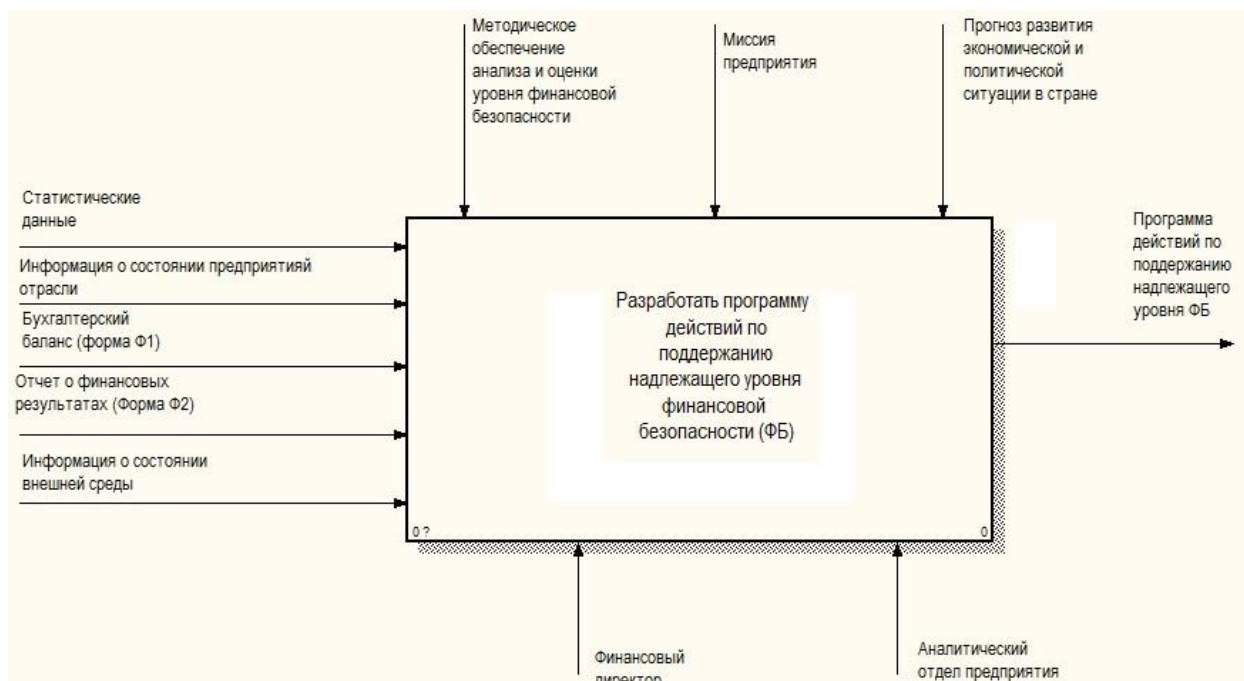 Методическое
обеспечение
анализа и оценки
уровня финансовой
безопасности
Миссия
предприятия
Прогноз развития
экономической и
политической
ситуации в стране
Статистические
данные
Информация о состоянии предприятияй
отрасли
Бухгалтерский
баланс (форма Ф1)
Отчет о финансовых
результатах (Форма Ф2)
Информация о состоянии
внешней среды
Разработать программу
действий по
поддержанию
надлежащего уровня
финансовой
безопасности (ФБ)
0 ?
0
Программа
действий по
поддержанию
надлежащего
уровня ФБ
Финансовый
директор
Аналитический
отдел предприятия